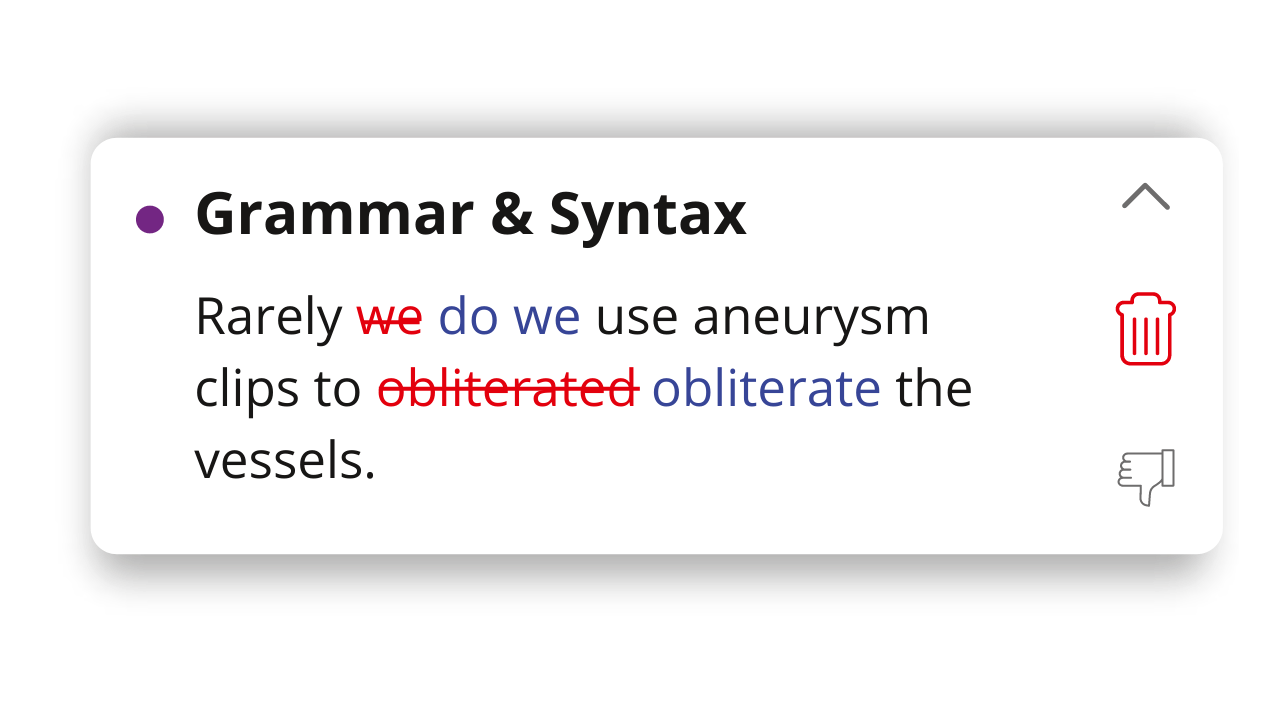 Grammar & Syntax
Rarely we do we use aneurysm
clips to obliterated obliterate the
vessels.